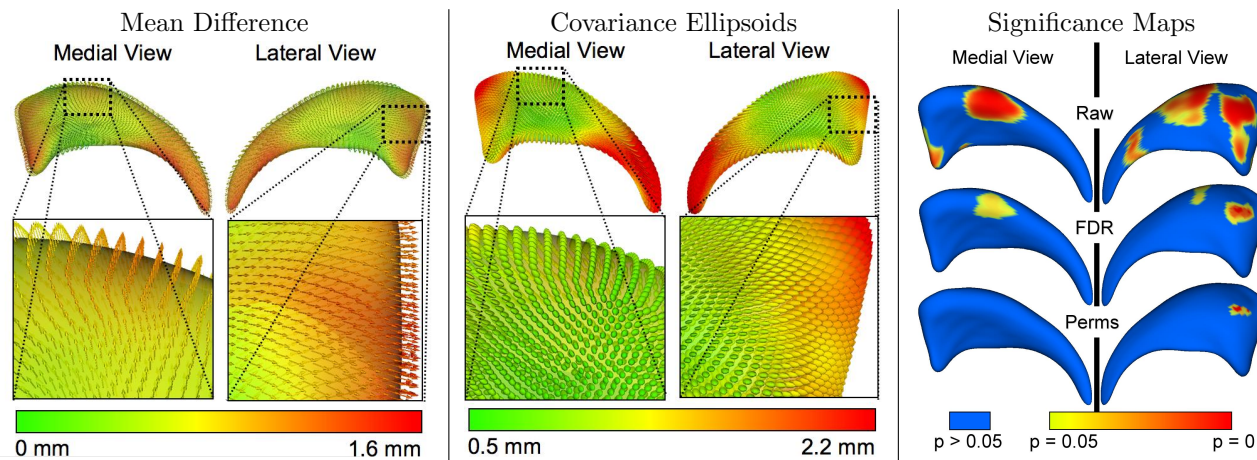 Mean Difference
Medial View
Lateral View
0 mm
1.6 mm
Covariance Ellipsoids
Medial View
Lateral View
0.5 mm
2.2 mm
Significance Maps
Medial View
Lateral View
Raw
FDR
Perms
p > 0.05
p = 0.05
p = 0